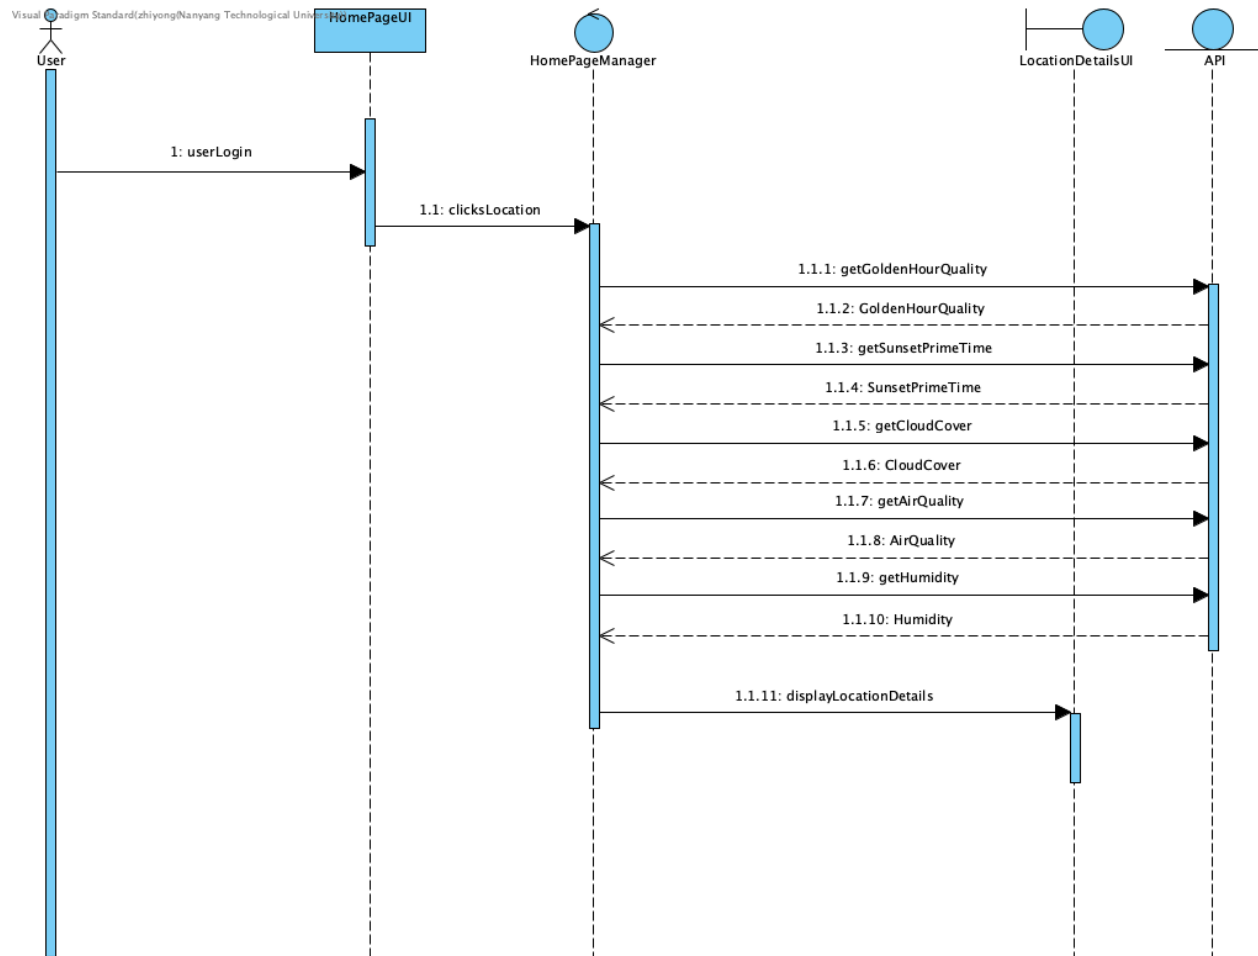 Visual Paradigm Standard(zhiyong(Nanyang Technological
User
HomePageUI
HomePageManager
LocationDetailsUI
API
1: userLogin
1.1: clicksLocation
1.1.1: getGoldenHourQuality
1.1.2: GoldenHourQuality
1.1.3: getSunsetPrimeTime
1.1.4: SunsetPrimeTime
1.1.5: getCloudCover
1.1.6: CloudCover
1.1.7: getAirQuality
1.1.8: AirQuality
1.1.9: getHumidity
1.1.10: Humidity
1.1.11: displayLocationDetails